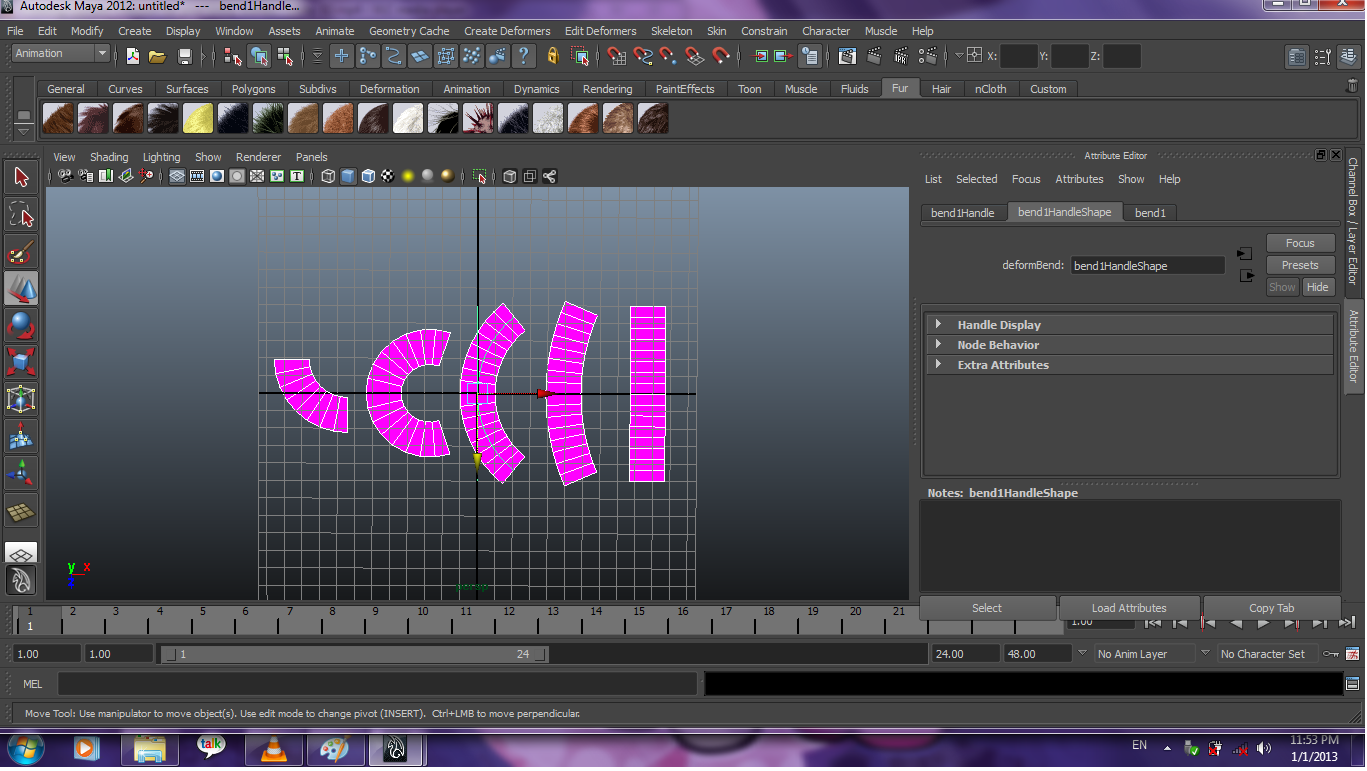 Autodesk Maya 2012: untitled* --- bend1Handle...
File Edit Modify Create Display Window Assets Animate Geometry Cache Create Deformers Edit Deformers Skeleton Skin Constrain Character Muscle Help
Animation X: Y: Z:
General Curves Surfaces Polygons Subdivs Deformation Animation Dynamics Rendering PaintEffects Toon Muscle Fluids Fur Hair nCloth Custom
View Shading Lighting Show Renderer Panels
Attribute Editor
List Selected Focus Attributes Show Help
bend1Handle bend1HandleShape bend1
Focus
deformBend: bend1HandleShape Presets
Show Hide
Handle Display
Node Behavior
Extra Attributes
Channel Box / Layer Editor
Attribute Editor
Notes: bend1HandleShape
y x
z
persp
Select Load Attributes Copy Tab
1 2 3 4 5 6 7 8 9 10 11 12 13 14 15 16 17 18 19 20 21
1 1.00
1.00 1.00 1 24 24.00 48.00 No Anim Layer No Character Set
MEL
Move Tool: Use manipulator to move object(s). Use edit mode to change pivot (INSERT). Ctrl+LMB to move perpendicular.
talk
EN 11:53 PM
1/1/2013